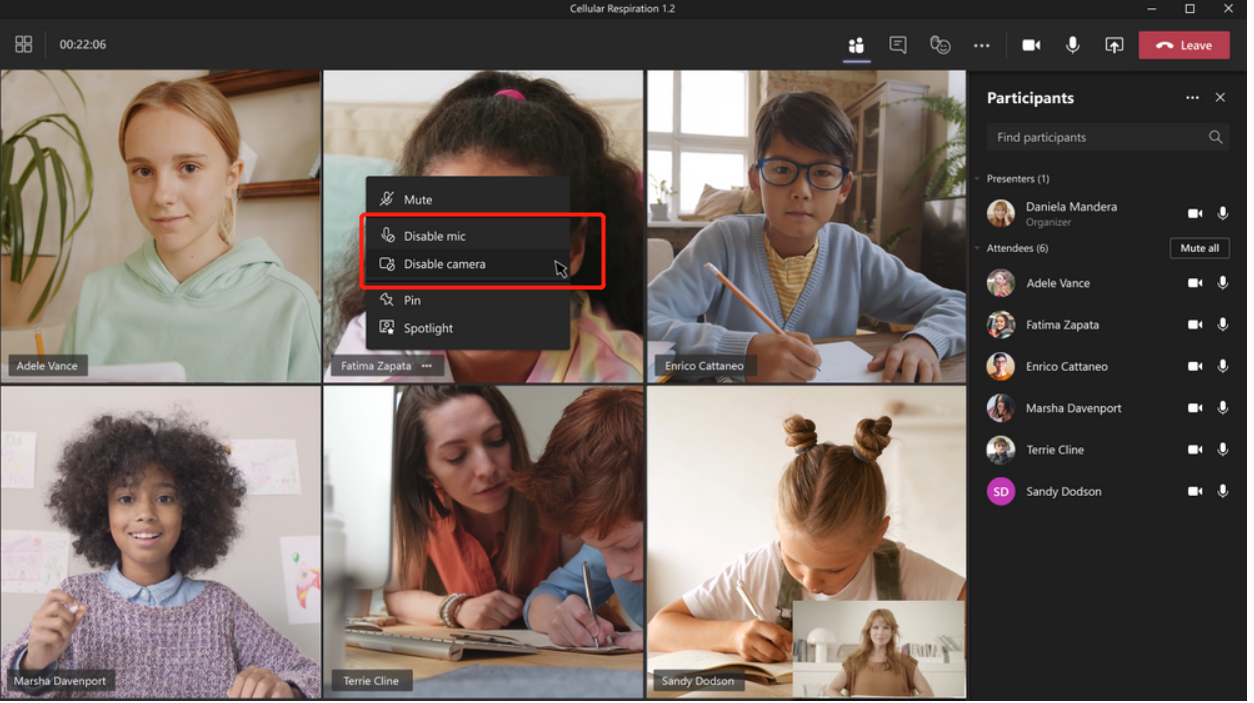 Cellular Respiration 1.2
00:22:06
Leave
Participants
Find participants
Presenters (1)
Daniela Mandera
Organizer
Attendees (6)
Mute all
Adele Vance
Fatima Zapata
Enrico Cattaneo
Marsha Davenport
Terrie Cline
SD Sandy Dodson
Mute
Disable mic
Disable camera
Pin
Spotlight
Adele Vance
Fatima Zapata
Enrico Cattaneo
Marsha Davenport
Terrie Cline
Sandy Dodson